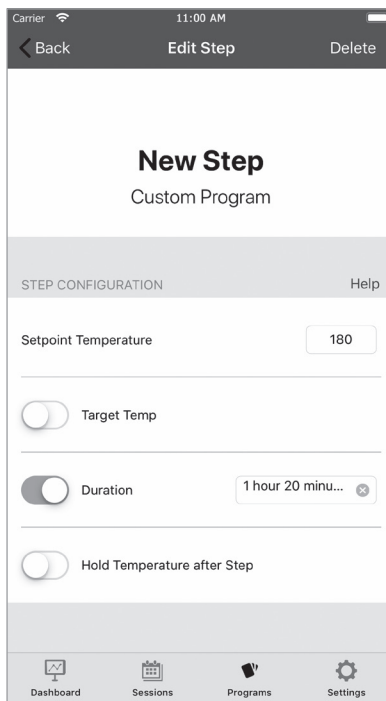 Carrier 11:00 AM
Back Edit Step Delete
New Step
Custom Program
STEP CONFIGURATION Help
Setpoint Temperature 180
Target Temp
Duration 1 hour 20 minu...
Hold Temperature after Step
Dashboard Sessions Programs Settings